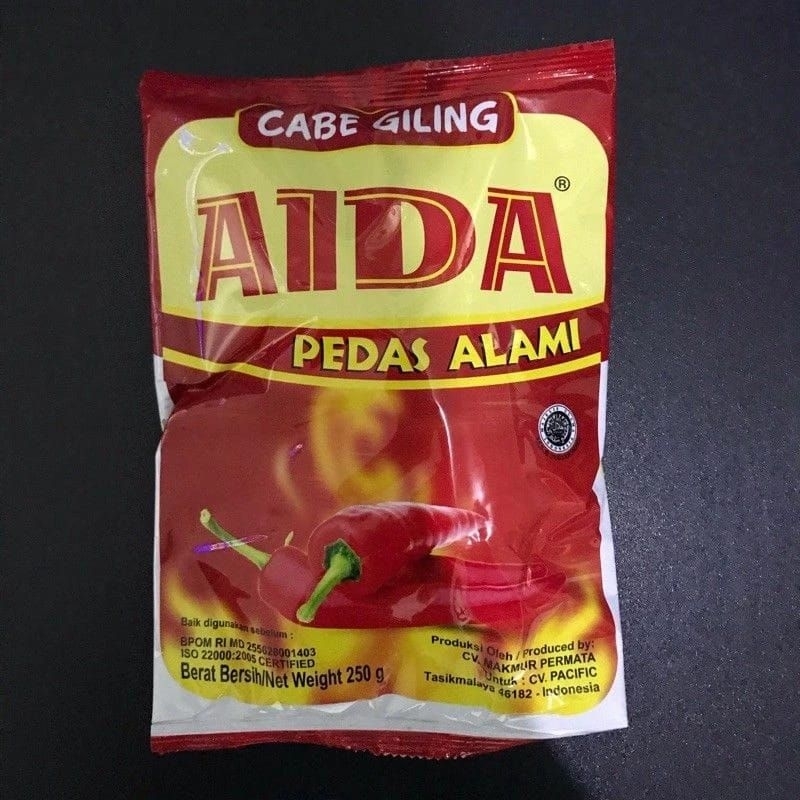 CABE GILING
AIDA®
PEDAS ALAMI
Baik digunakan sebelum :
BPOM RI MD 255628001403
ISO 22000:2005 CERTIFIED
Berat Bersih/Net Weight 250 g
Produksi Oleh / Produced by:
CV. MAKMUR PERMATA
Untuk : CV. PACIFIC
Tasikmalaya 46182 - Indonesia